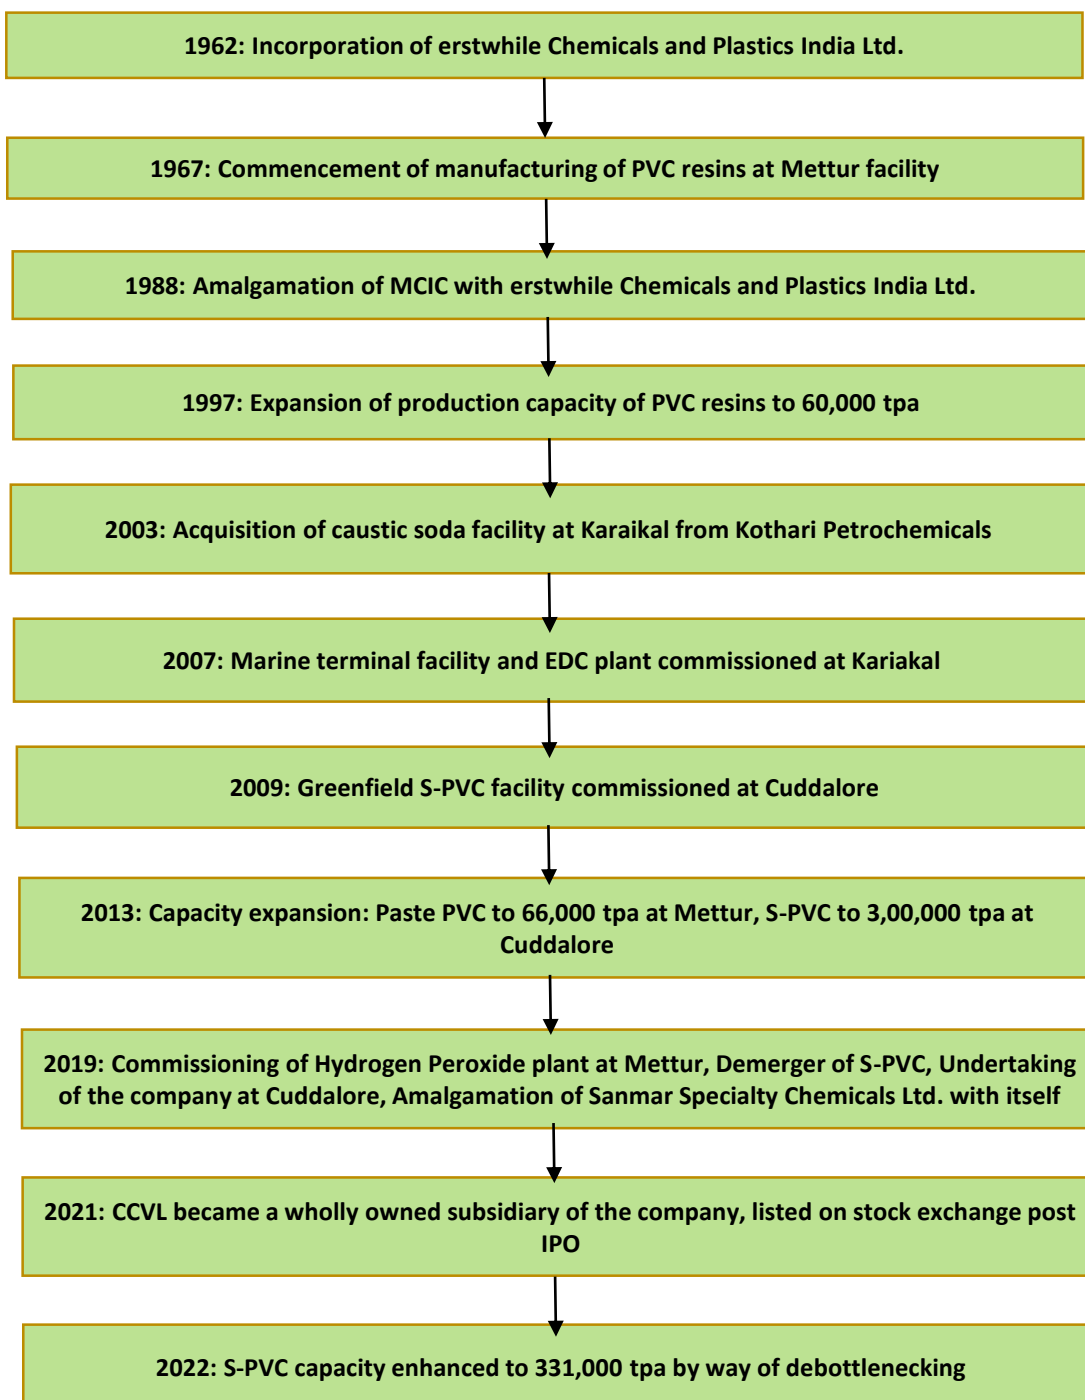 1962: Incorporation of erstwhile Chemicals and Plastics India Ltd.
1967: Commencement of manufacturing of PVC resins at Mettur facility
1988: Amalgamation of MCIC with erstwhile Chemicals and Plastics India Ltd.
1997: Expansion of production capacity of PVC resins to 60,000 tpa
2003: Acquisition of caustic soda facility at Karaikal from Kothari Petrochemicals
2007: Marine terminal facility and EDC plant commissioned at Kariakal
2009: Greenfield S-PVC facility commissioned at Cuddalore
2013: Capacity expansion: Paste PVC to 66,000 tpa at Mettur, S-PVC to 3,00,000 tpa at
Cuddalore
2019: Commissioning of Hydrogen Peroxide plant at Mettur, Demerger of S-PVC, Undertaking
of the company at Cuddalore, Amalgamation of Sanmar Specialty Chemicals Ltd. with itself
2021: CCVL became a wholly owned subsidiary of the company, listed on stock exchange post
IPO
2022: S-PVC capacity enhanced to 331,000 tpa by way of debottlenecking